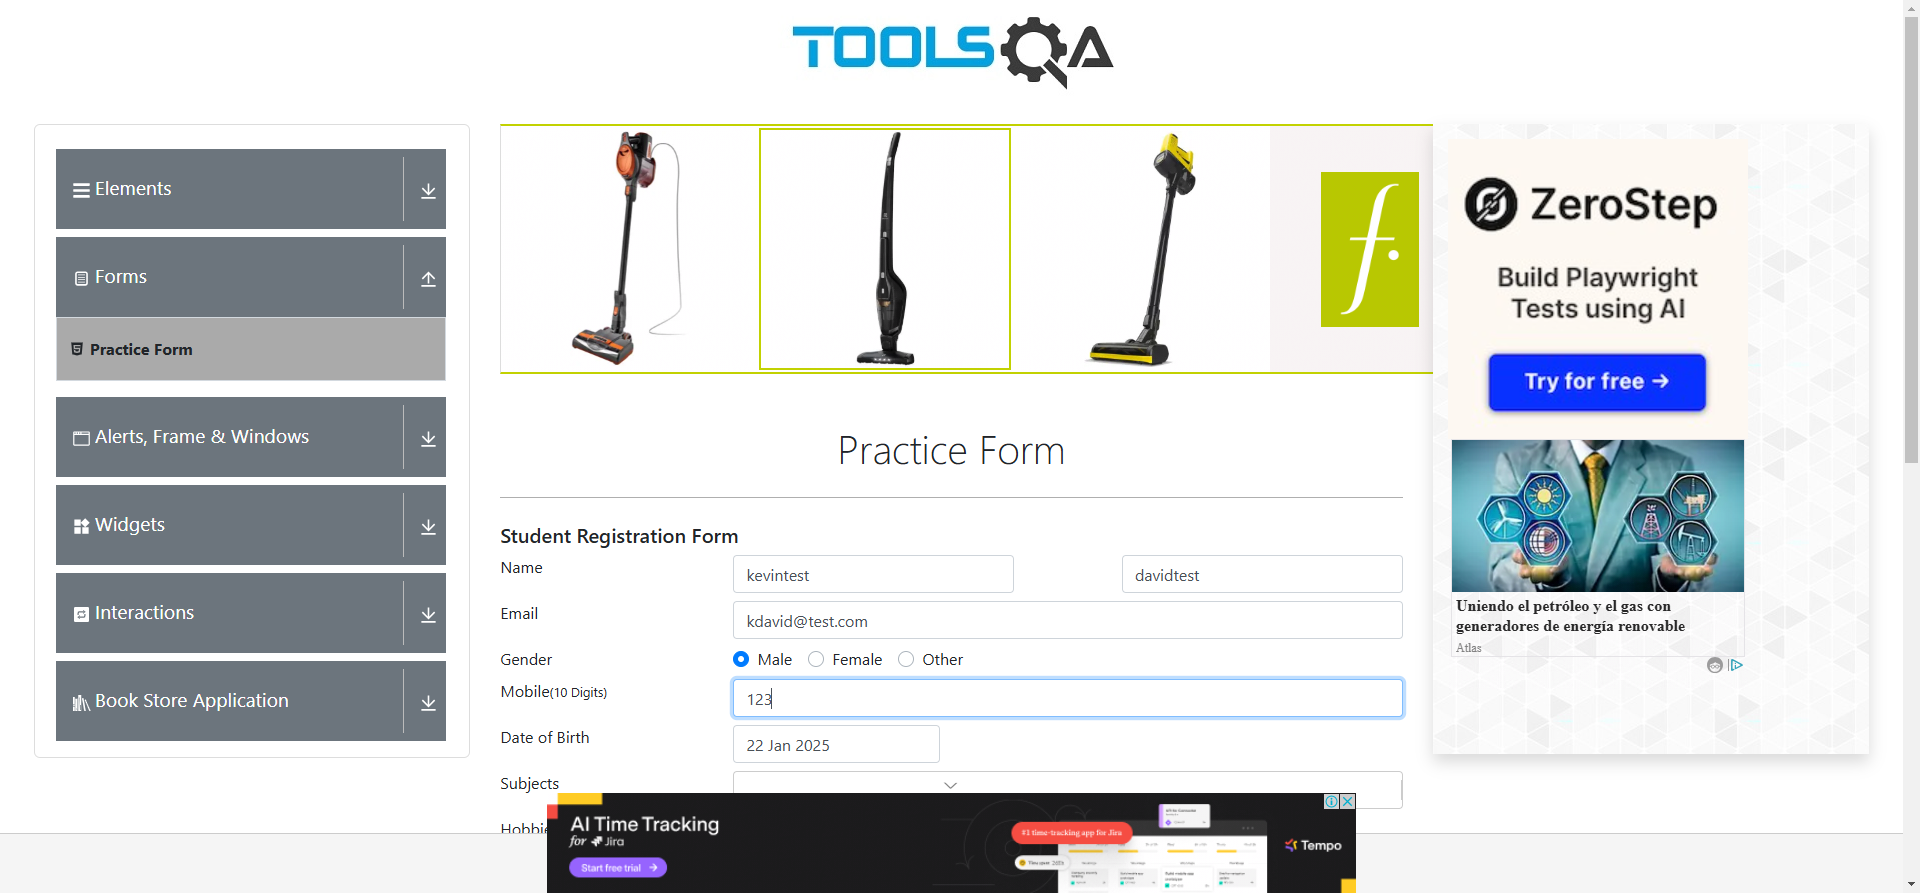 TOOLSQA
Elements
Forms
Practice Form
Alerts, Frame & Windows
Widgets
Interactions
Book Store Application
f.
Practice Form
Student Registration Form
Name
kevintest
davidtest
Email
kdavid@test.com
Gender
Male
Female
Other
Mobile(10 Digits)
123
Date of Birth
22 Jan 2025
Subjects
Hobbie
ZeroStep
Build Playwright
Tests using AI
Try for free →
Uniendo el petróleo y el gas con
generadores de energía renovable
Atlas
AI Time Tracking
for Jira
Start free trial →
#1 time-tracking app for Jira
Tempo